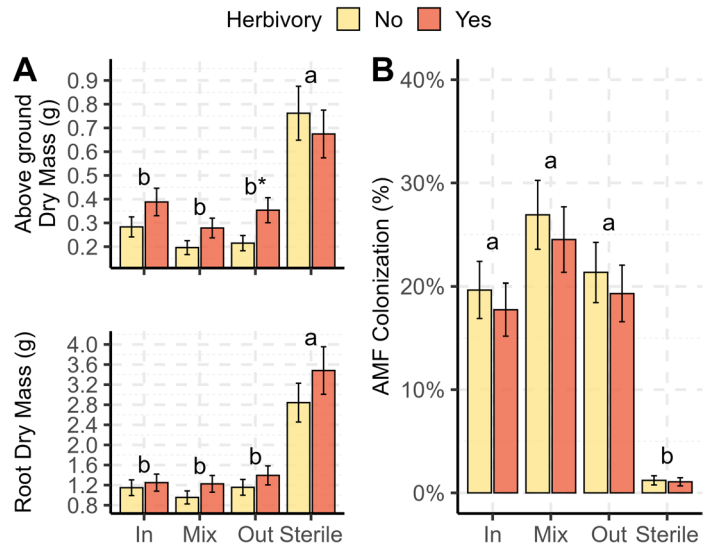 Herbivory No Yes
A
Above ground
Dry Mass (g)
0.9
0.8
0.7
0.6
0.5
0.4
0.3
0.2
b
b
b*
a
Root Dry Mass (g)
4.0
3.6
3.2
2.8
2.4
2.0
1.6
1.2
0.8
b
b
b
a
In Mix Out Sterile
B
AMF Colonization (%)
40%
30%
20%
10%
0%
a
a
a
b
In Mix Out Sterile